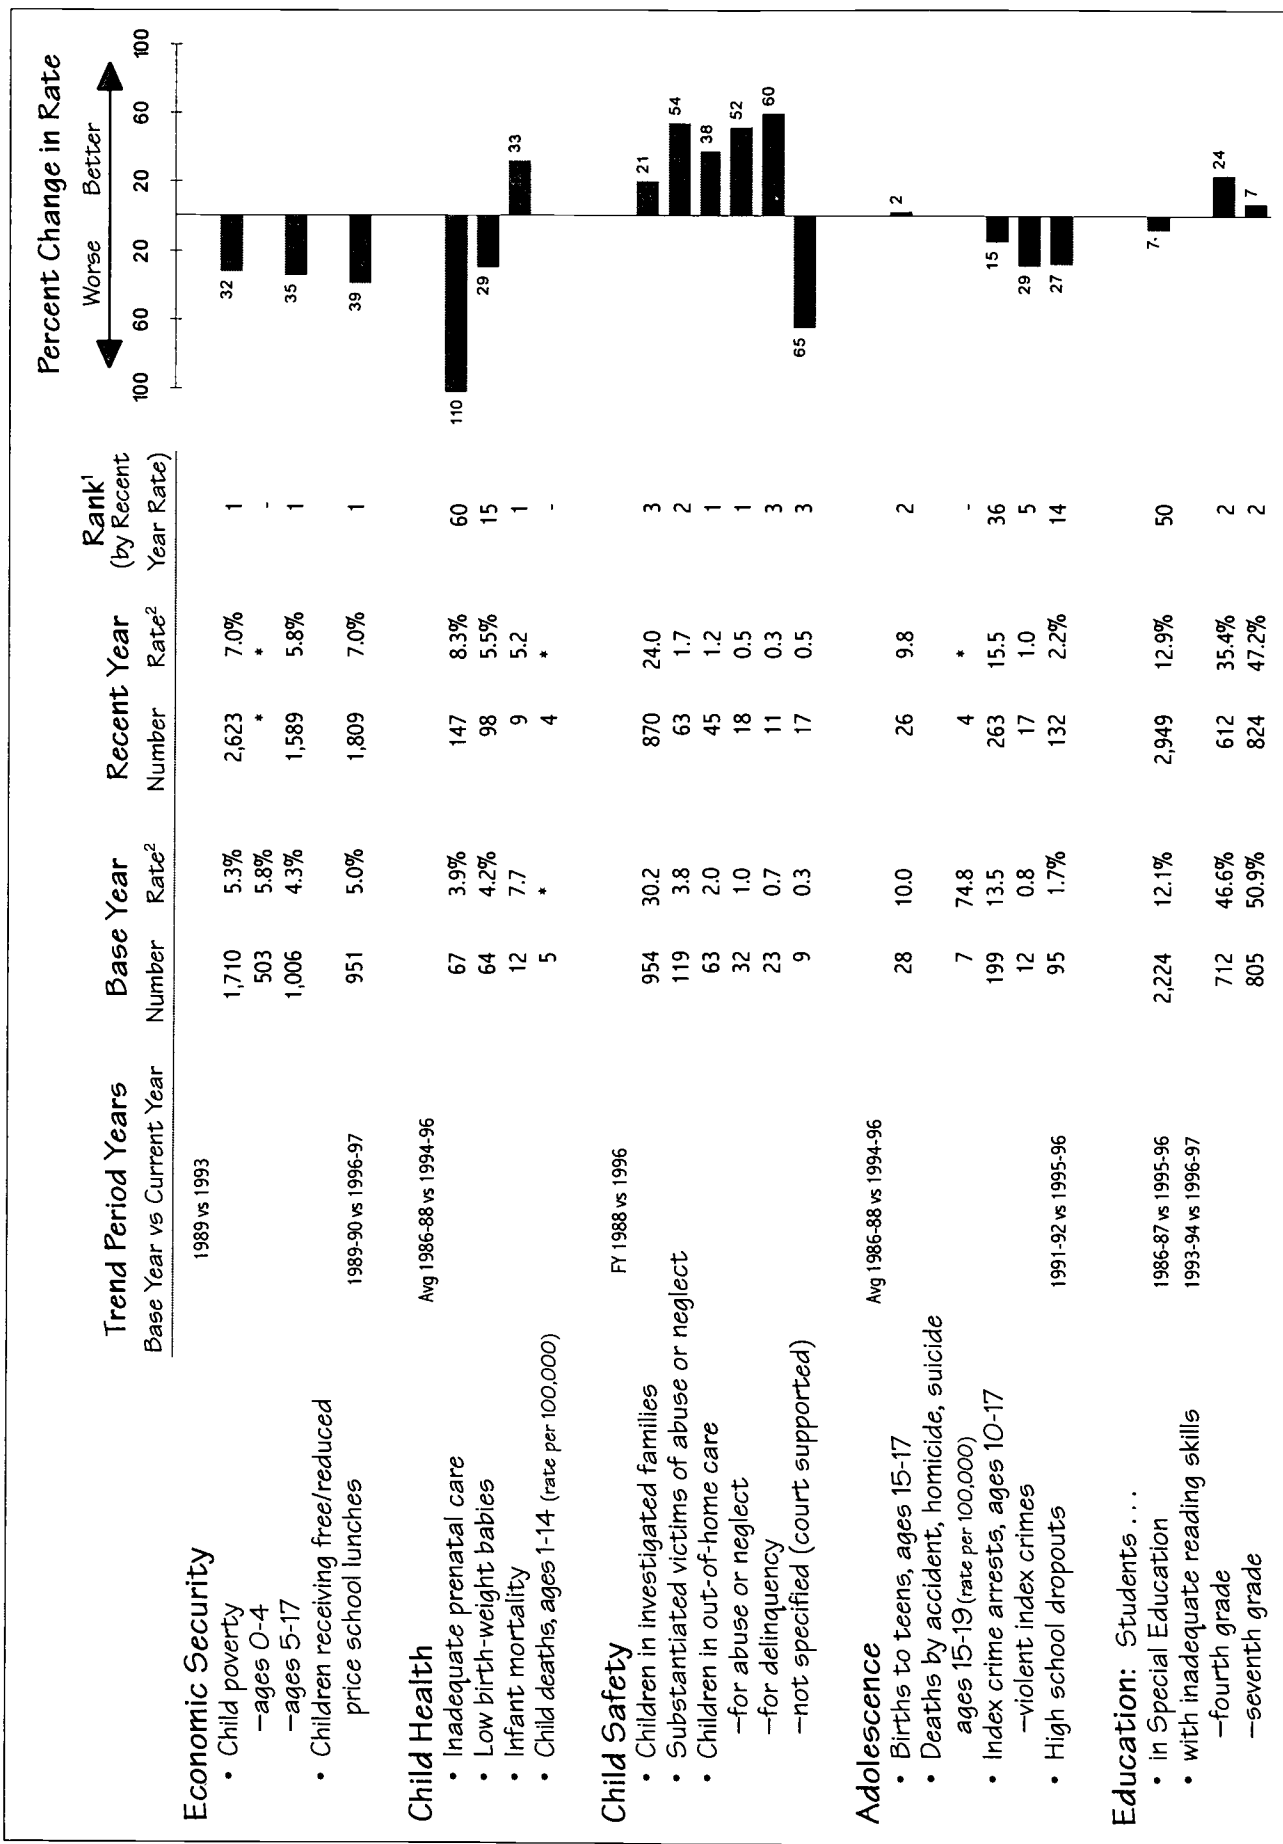 Trend Period Years Base Year Recent Year Rank¹ Percent Change in Rate
(by Recent Worse Better
Base Year vs Current Year Number Rate² Number Rate² Year Rate) 100 60 20 20 60 100
Economic Security 1989 vs 1993
• Child poverty 1,710 5.3% 2,623 7.0% 1 32
–ages 0-4 503 5.8% * * -
–ages 5-17 1,006 4.3% 1,589 5.8% 1 35
• Children receiving free/reduced
price school lunches 1989-90 vs 1996-97 951 5.0% 1,809 7.0% 1 39
Child Health Avg 1986-88 vs 1994-96
• Inadequate prenatal care 67 3.9% 147 8.3% 60 110
• Low birth-weight babies 64 4.2% 98 5.5% 15 29
• Infant mortality 12 7.7 9 5.2 1 33
• Child deaths, ages 1-14 (rate per 100,000) 5 * 4 * -
Child Safety FY 1988 vs 1996
• Children in investigated families 954 30.2 870 24.0 3 21
• Substantiated victims of abuse or neglect 119 3.8 63 1.7 2 54
• Children in out-of-home care 63 2.0 45 1.2 1 38
–for abuse or neglect 32 1.0 18 0.5 1 52
–for delinquency 23 0.7 11 0.3 3 60
–not specified (court supported) 9 0.3 17 0.5 3 65
Adolescence Avg 1986-88 vs 1994-96
• Births to teens, ages 15-17 28 10.0 26 9.8 2 2
• Deaths by accident, homicide, suicide
ages 15-19 (rate per 100,000) 7 74.8 4 * -
• Index crime arrests, ages 10-17 199 13.5 263 15.5 36 15
–violent index crimes 12 0.8 17 1.0 5 29
• High school dropouts 1991-92 vs 1995-96 95 1.7% 132 2.2% 14 27
Education: Students ...
• in Special Education 1986-87 vs 1995-96 2,224 12.1% 2,949 12.9% 50 7
• with inadequate reading skills 1993-94 vs 1996-97
–fourth grade 712 46.6% 612 35.4% 2 24
–seventh grade 805 50.9% 824 47.2% 2 7